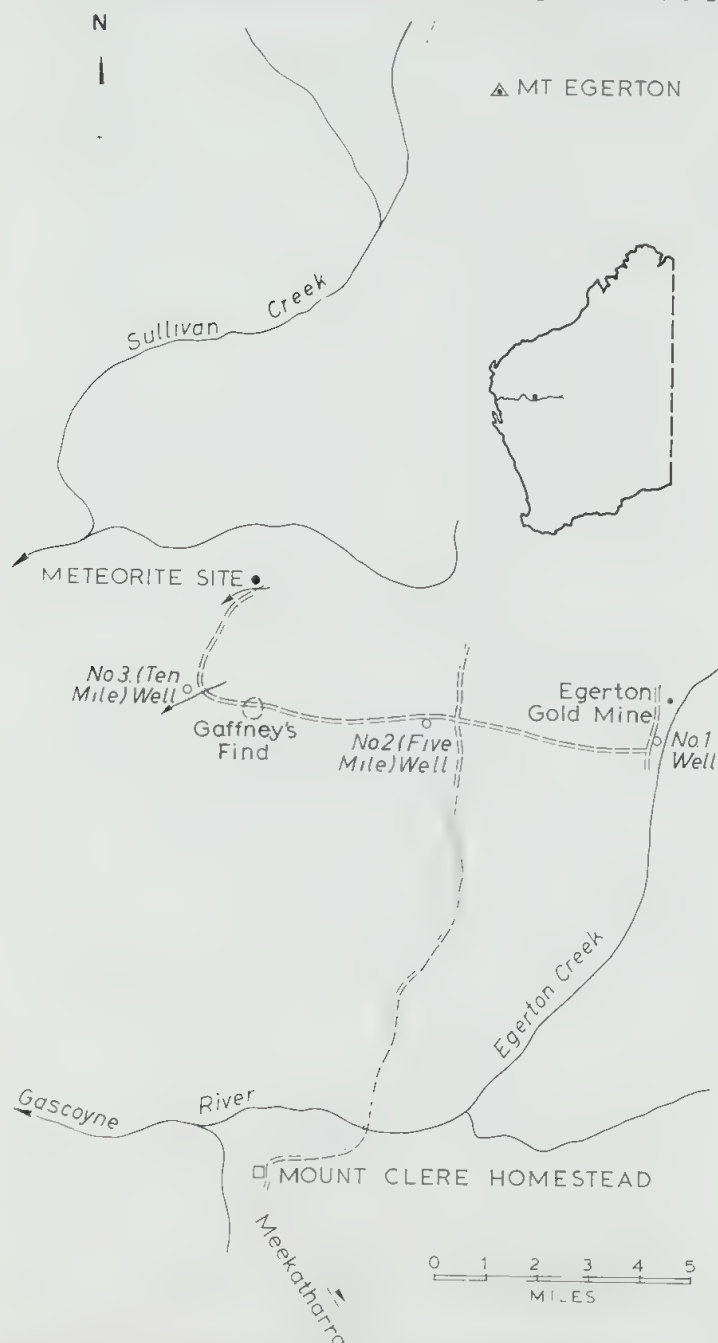 N
MT EGERTON
Sullivan Creek
METEORITE SITE
No 3. (Ten
Mile) Well
Gaffney's
Find
No 2 (Five
Mile) Well
Egerton
Gold Mine
No. 1
Well
Egerton Creek
Gascoyne River
MOUNT CLERE HOMESTEAD
Meekatharra
0 1 2 3 4 5
MILES